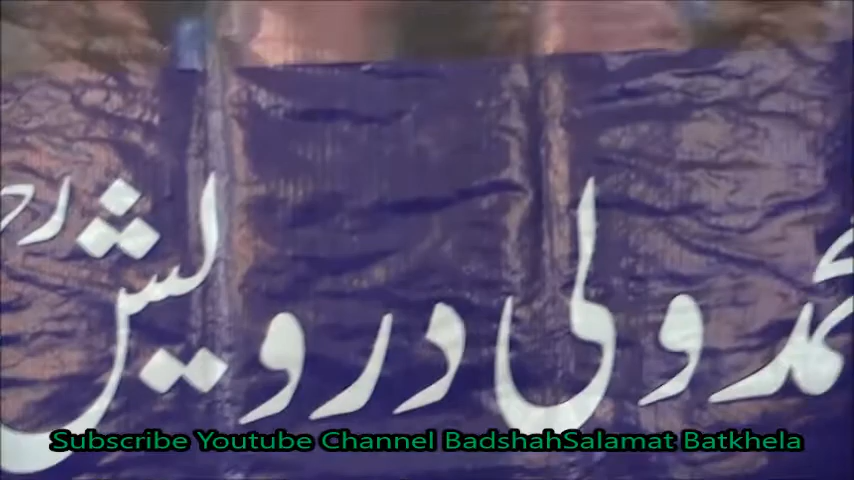 ولی درویش
Subscribe Youtube Channel BadshahSalamat Batkhela